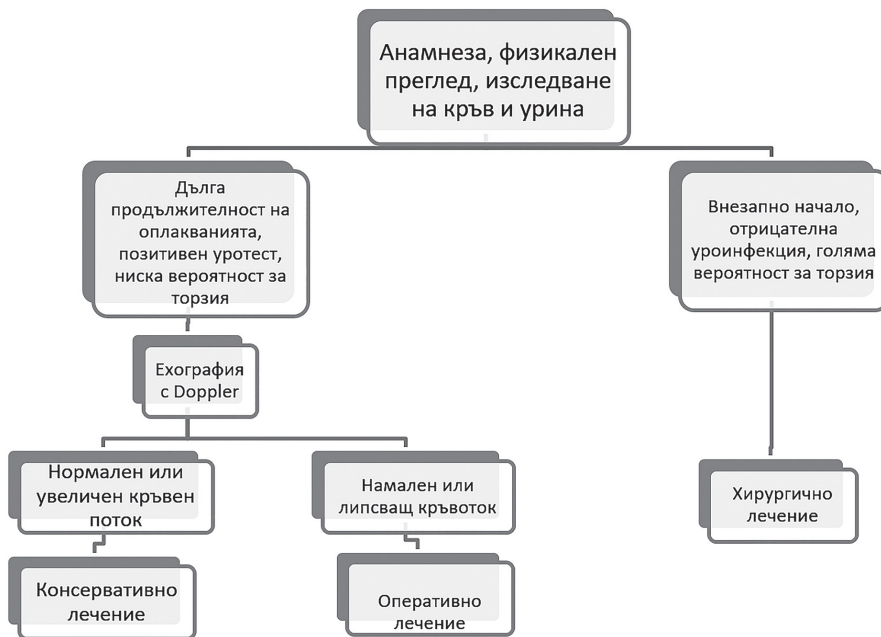 Анамнеза, физикален
преглед, изследване
на кръв и урина
Дълга
продължителност на
оплакванията,
позитивен уротест,
ниска вероятност за
торзия
Внезапно начало,
отрицателна
уроинфекция, голяма
вероятност за торзия
Ехография
с Doppler
Нормален или
увеличен кръвен
поток
Намален или
липсващ кръвоток
Хирургично
лечение
Консервативно
лечение
Оперативно
лечение